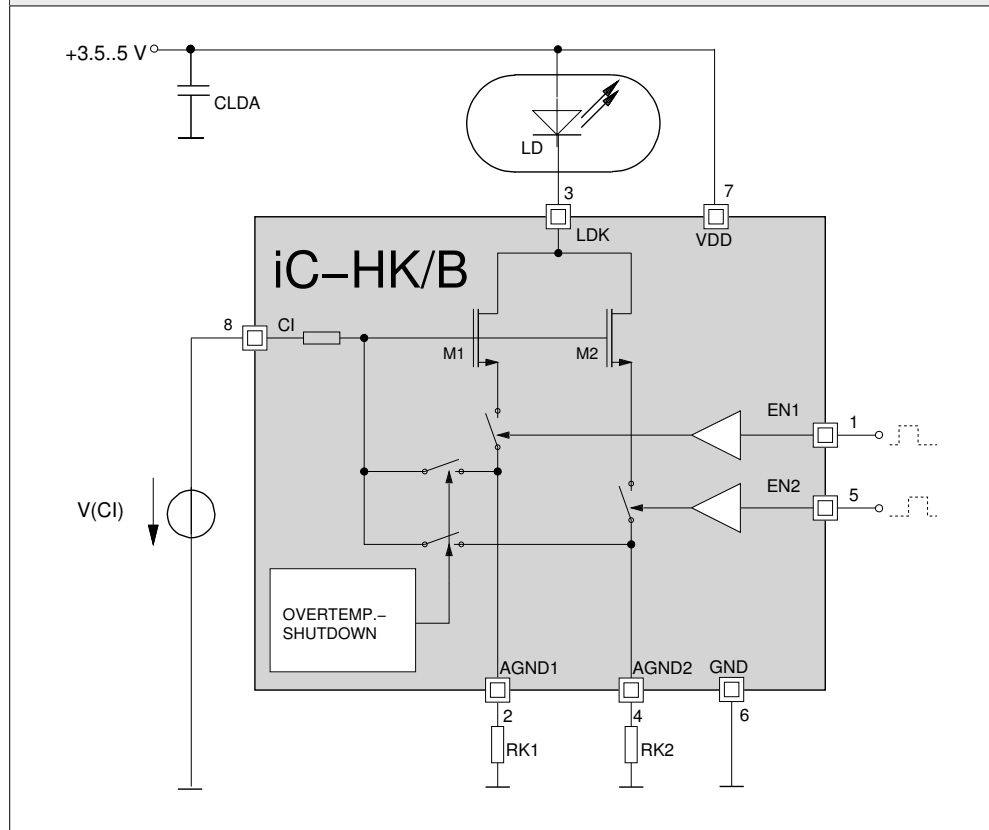 +3.5..5 V
CLDA
LD
3
7
LDK
VDD
iC–HK/B
8
CI
M1
M2
EN1
1
EN2
5
V(CI)
OVERTEMP.–
SHUTDOWN
AGND1
AGND2
GND
2
4
6
RK1
RK2